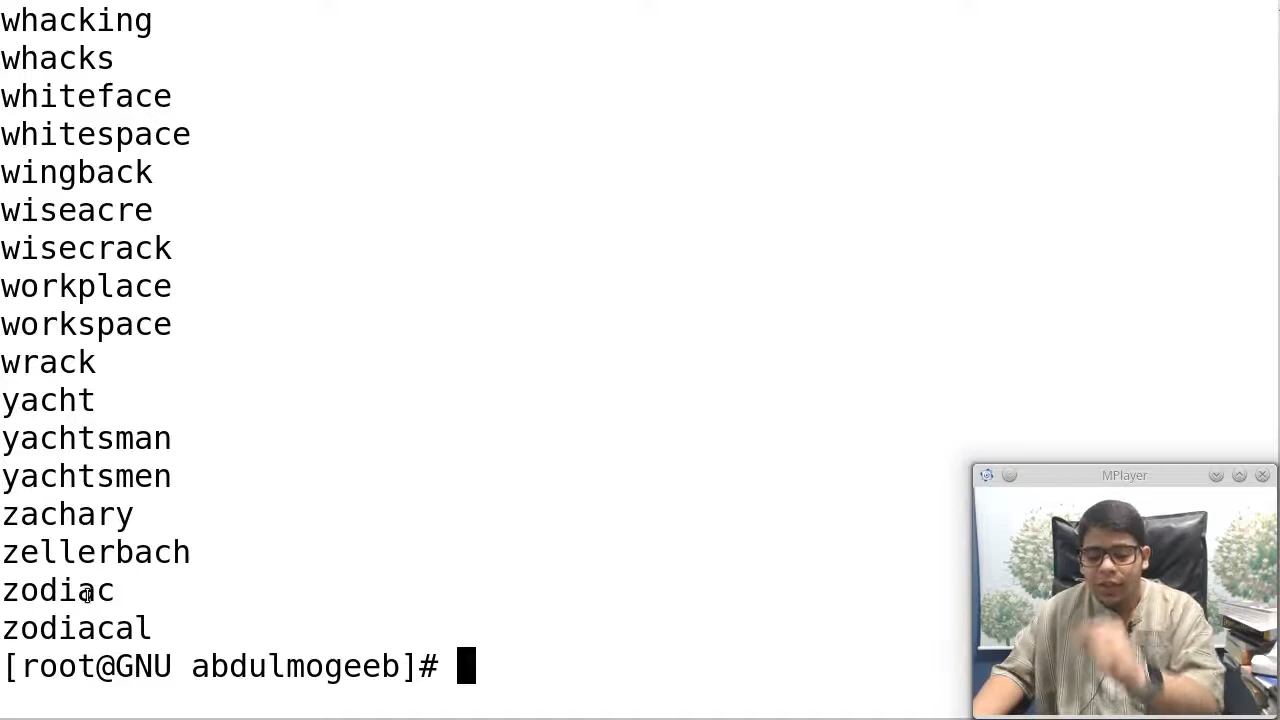 whacking
whacks
whiteface
whitespace
wingback
wiseacre
wisecrack
workplace
workspace
wrack
yacht
yachtsman
yachtsmen
zachary
zellerbach
zodiac
zodiacal
[root@GNU abdulmogeeb]#
MPlayer